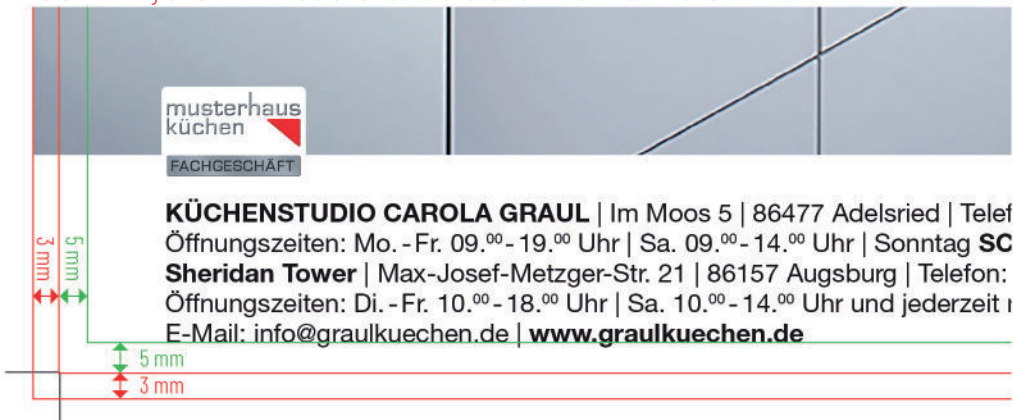 musterhaus
küchen
FACHGESCHÄFT
KÜCHENSTUDIO CAROLA GRAUL | Im Moos 5 | 86477 Adelsried | Telef
Öffnungszeiten: Mo. - Fr. 09.⁰⁰ - 19.⁰⁰ Uhr | Sa. 09.⁰⁰ - 14.⁰⁰ Uhr | Sonntag SC
Sheridan Tower | Max-Josef-Metzger-Str. 21 | 86157 Augsburg | Telefon:
Öffnungszeiten: Di. - Fr. 10.⁰⁰ - 18.⁰⁰ Uhr | Sa. 10.⁰⁰ - 14.⁰⁰ Uhr und jederzeit
E-Mail: info@graulkuechen.de | www.graulkuechen.de
3 mm
5 mm
5 mm
3 mm